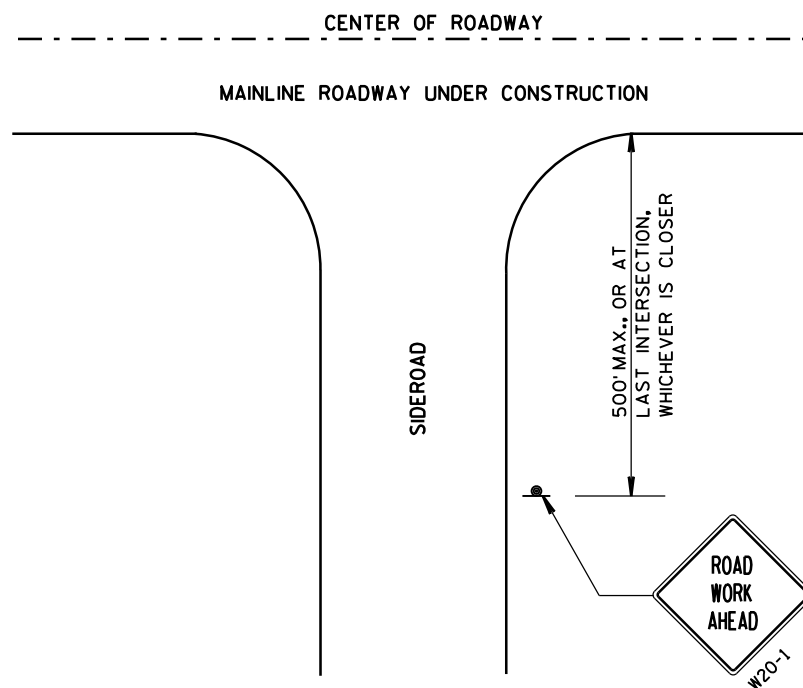 CENTER OF ROADWAY
MAINLINE ROADWAY UNDER CONSTRUCTION
500' MAX., OR AT
LAST INTERSECTION,
WHICHEVER IS CLOSER
SIDEROAD
ROAD
WORK
AHEAD
W20-1